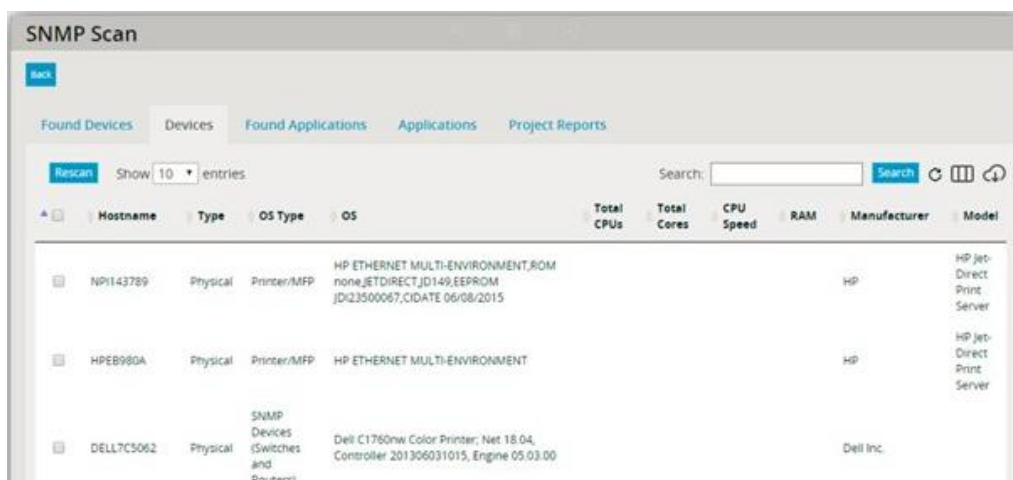 SNMP Scan
Back
Found Devices Devices Found Applications Applications Project Reports
Rescan Show 10 entries Search: Search
Hostname Type OS Type OS Total CPUs Total Cores CPU Speed RAM Manufacturer Model
NPI143789 Physical Printer/MFP HP ETHERNET MULTI-ENVIRONMENT,ROM
none,JETDIRECT,JD149,EEPROM
JDI23500067,CIDATE 06/08/2015 HP HP Jet-
Direct
Print
Server
HPEB980A Physical Printer/MFP HP ETHERNET MULTI-ENVIRONMENT HP HP Jet-
Direct
Print
Server
DELL7C5062 Physical SNMP
Devices
(Switches
and
Routers) Dell C1760nw Color Printer; Net 18.04,
Controller 201306031015, Engine 05.03.00 Dell Inc.